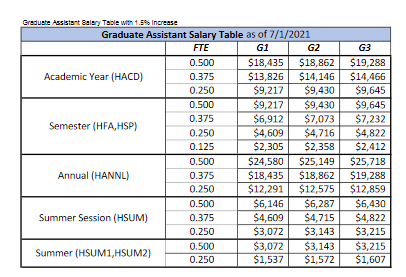 Graduate Assistant Salary Table with 1.5% Increase
Graduate Assistant Salary Table as of 7/1/2021
FTE G1 G2 G3
Academic Year (HACD)
0.500 $18,435 $18,862 $19,288
0.375 $13,826 $14,146 $14,466
0.250 $9,217 $9,430 $9,645
Semester (HFA,HSP)
0.500 $9,217 $9,430 $9,645
0.375 $6,912 $7,073 $7,232
0.250 $4,609 $4,716 $4,822
0.125 $2,305 $2,358 $2,412
Annual (HANNL)
0.500 $24,580 $25,149 $25,718
0.375 $18,435 $18,862 $19,288
0.250 $12,291 $12,575 $12,859
Summer Session (HSUM)
0.500 $6,146 $6,287 $6,430
0.375 $4,609 $4,715 $4,822
0.250 $3,072 $3,143 $3,215
Summer (HSUM1,HSUM2)
0.500 $3,072 $3,143 $3,215
0.250 $1,537 $1,572 $1,607